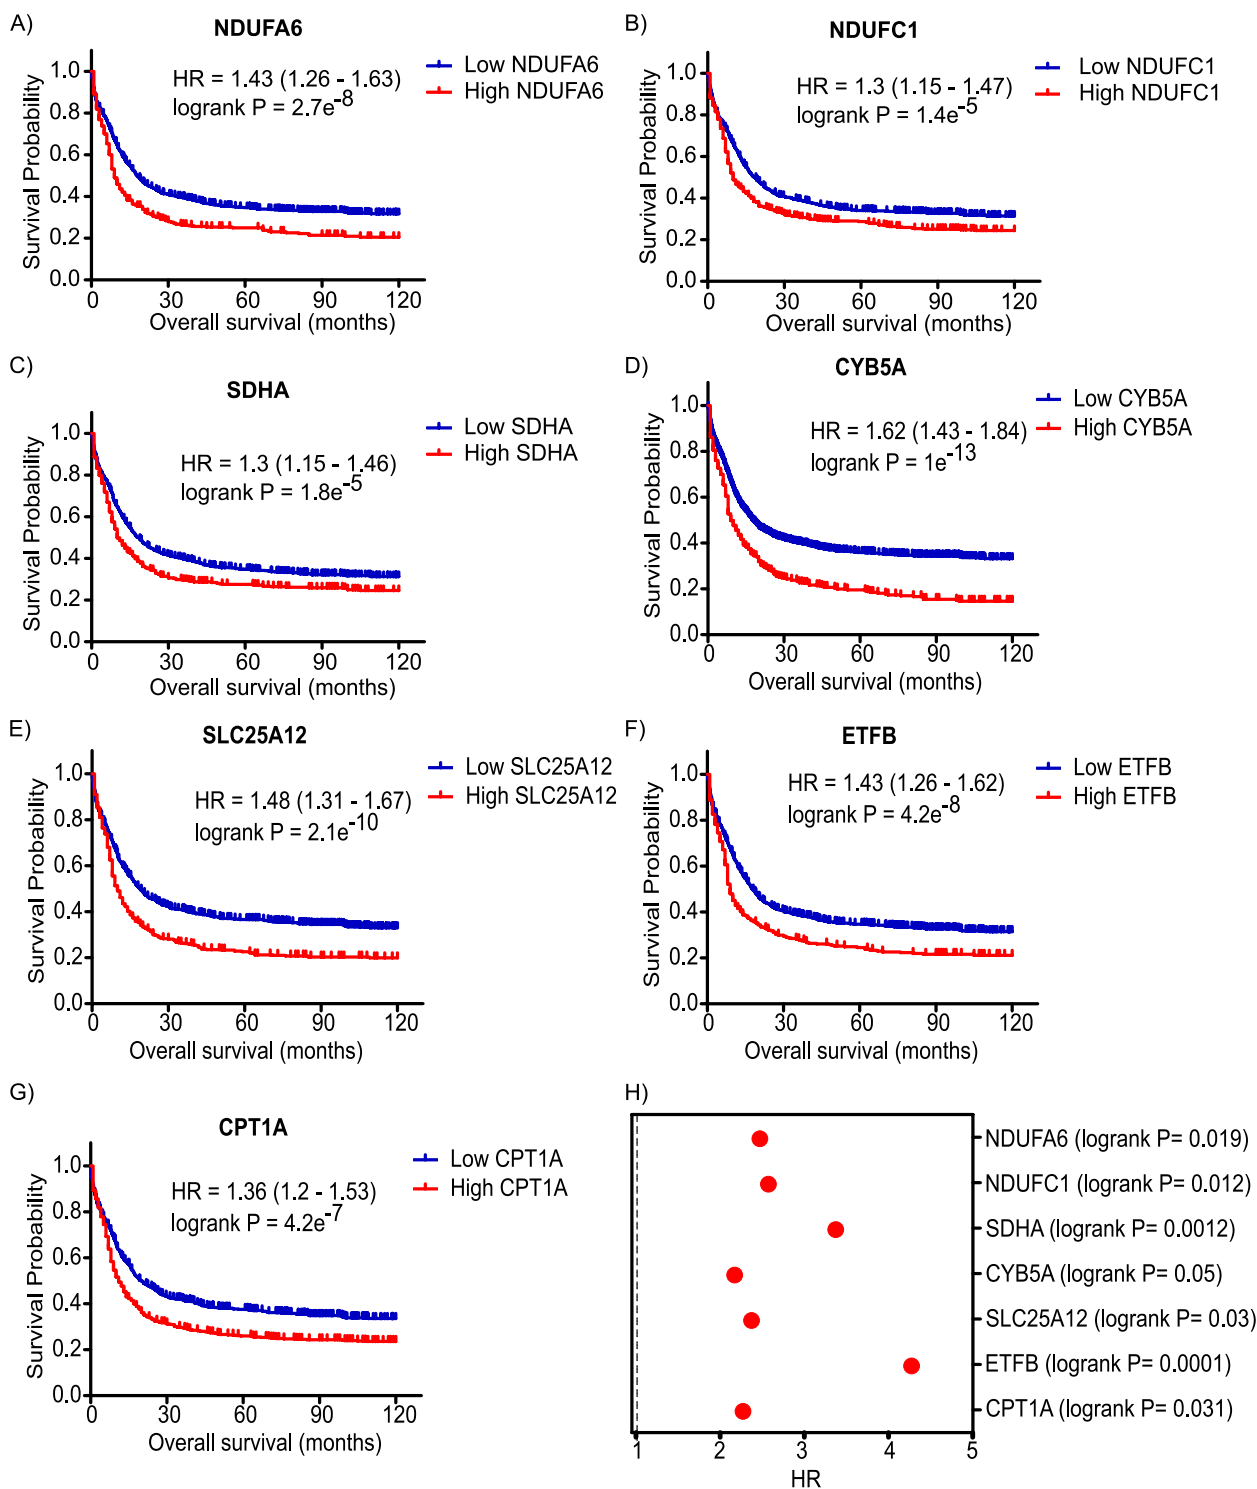 A)
NDUFA6
Low NDUFA6
High NDUFA6
HR = 1.43 (1.26 - 1.63)
logrank P = 2.7e-8
Survival Probability
1.0
0.8
0.6
0.4
0.2
0.0
0 30 60 90 120
Overall survival (months)
B)
NDUFC1
Low NDUFC1
High NDUFC1
HR = 1.3 (1.15 - 1.47)
logrank P = 1.4e-5
Survival Probability
1.0
0.8
0.6
0.4
0.2
0.0
0 30 60 90 120
Overall survival (months)
C)
SDHA
Low SDHA
High SDHA
HR = 1.3 (1.15 - 1.46)
logrank P = 1.8e-5
Survival Probability
1.0
0.8
0.6
0.4
0.2
0.0
0 30 60 90 120
Overall survival (months)
D)
CYB5A
Low CYB5A
High CYB5A
HR = 1.62 (1.43 - 1.84)
logrank P = 1e-13
Survival Probability
1.0
0.8
0.6
0.4
0.2
0.0
0 30 60 90 120
Overall survival (months)
E)
SLC25A12
Low SLC25A12
High SLC25A12
HR = 1.48 (1.31 - 1.67)
logrank P = 2.1e-10
Survival Probability
1.0
0.8
0.6
0.4
0.2
0.0
0 30 60 90 120
Overall survival (months)
F)
ETFB
Low ETFB
High ETFB
HR = 1.43 (1.26 - 1.62)
logrank P = 4.2e-8
Survival Probability
1.0
0.8
0.6
0.4
0.2
0.0
0 30 60 90 120
Overall survival (months)
G)
CPT1A
Low CPT1A
High CPT1A
HR = 1.36 (1.2 - 1.53)
logrank P = 4.2e-7
Survival Probability
1.0
0.8
0.6
0.4
0.2
0.0
0 30 60 90 120
Overall survival (months)
H)
NDUFA6 (logrank P= 0.019)
NDUFC1 (logrank P= 0.012)
SDHA (logrank P= 0.0012)
CYB5A (logrank P= 0.05)
SLC25A12 (logrank P= 0.03)
ETFB (logrank P= 0.0001)
CPT1A (logrank P= 0.031)
1 2 3 4 5
HR